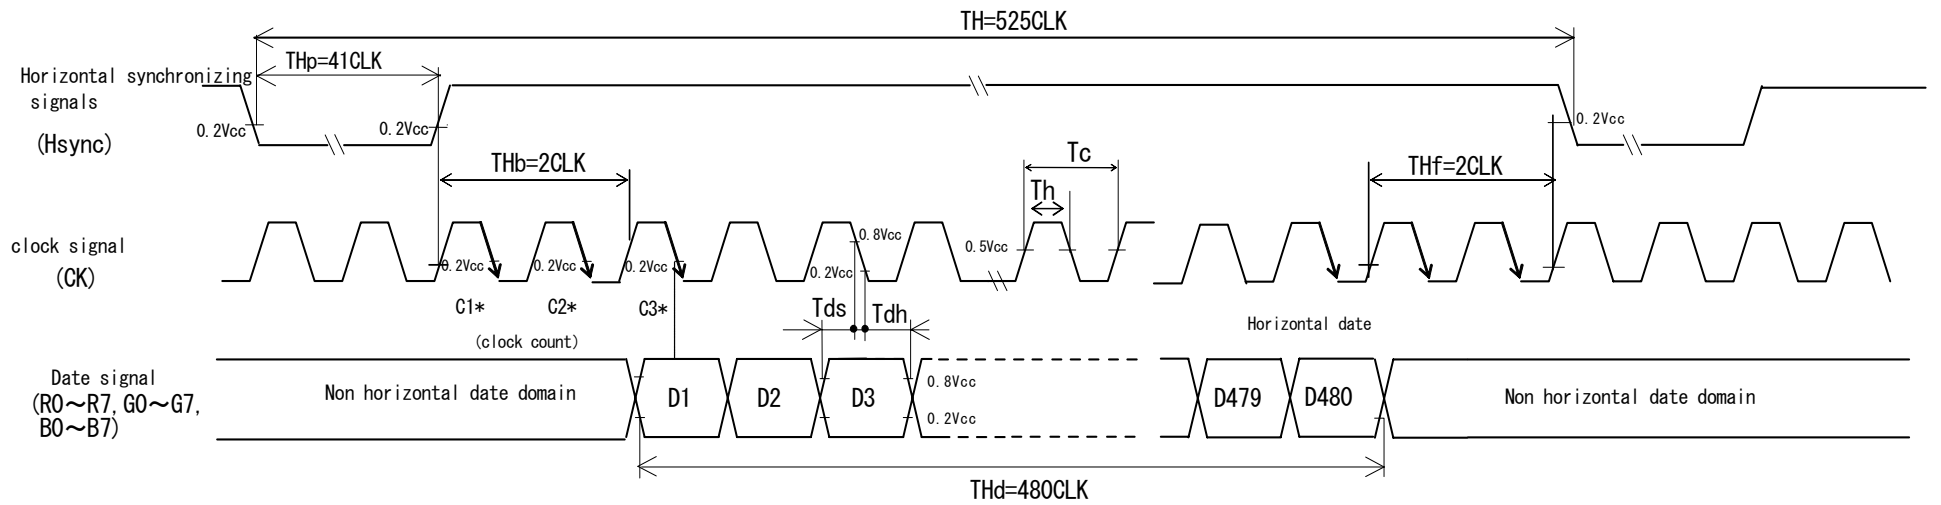 TH=525CLK
THp=41CLK
Horizontal synchronizing
signals
(Hsync)
0.2Vcc
0.2Vcc
0.2Vcc
THb=2CLK
Tc
Th
THf=2CLK
clock signal
(CK)
0.2Vcc
0.2Vcc
0.2Vcc
0.8Vcc
0.2Vcc
0.5Vcc
C1*
C2*
C3*
(clock count)
Tds
Tdh
Horizontal date
Date signal
(R0～R7,G0～G7,
B0～B7)
Non horizontal date domain
D1
D2
D3
0.8Vcc
0.2Vcc
D479
D480
Non horizontal date domain
THd=480CLK